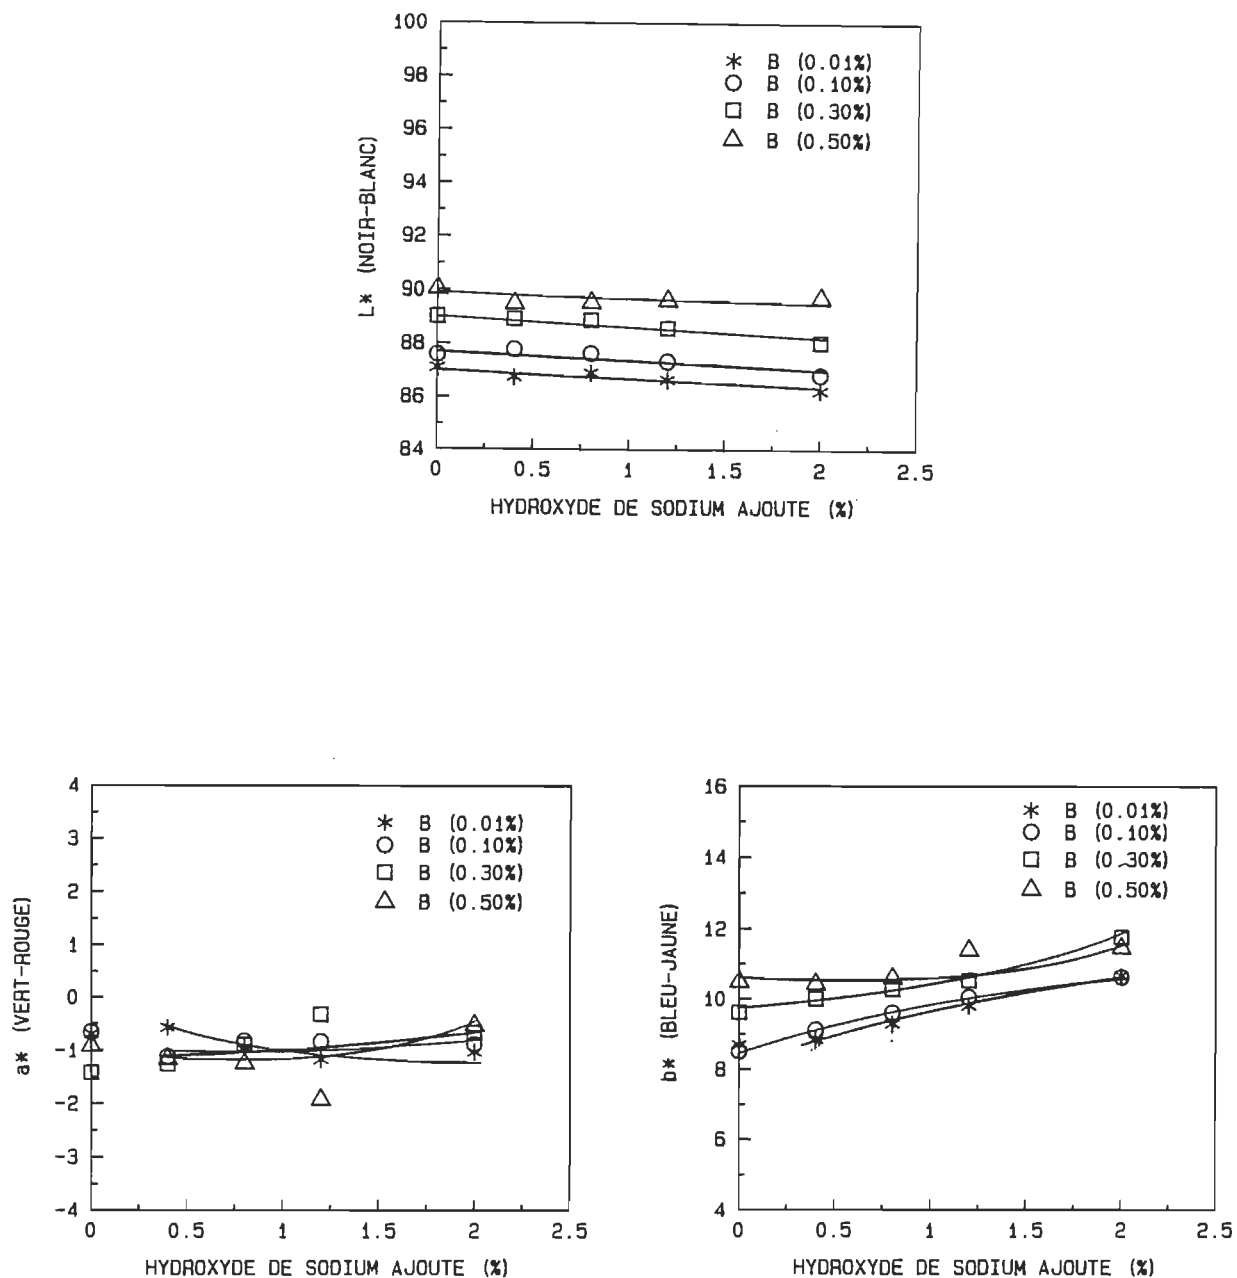 100
98
96
94
92
90
88
86
84
L* (NOIR-BLANC)
* B (0.01%)
○ B (0.10%)
□ B (0.30%)
△ B (0.50%)
0 0.5 1 1.5 2 2.5
HYDROXYDE DE SODIUM AJOUTE (%)
4
3
2
1
0
-1
-2
-3
-4
a* (VERT-ROUGE)
* B (0.01%)
○ B (0.10%)
□ B (0.30%)
△ B (0.50%)
0 0.5 1 1.5 2 2.5
HYDROXYDE DE SODIUM AJOUTE (%)
16
14
12
10
8
6
4
b* (BLEU-JAUNE)
* B (0.01%)
○ B (0.10%)
□ B (0.30%)
△ B (0.50%)
0 0.5 1 1.5 2 2.5
HYDROXYDE DE SODIUM AJOUTE (%)